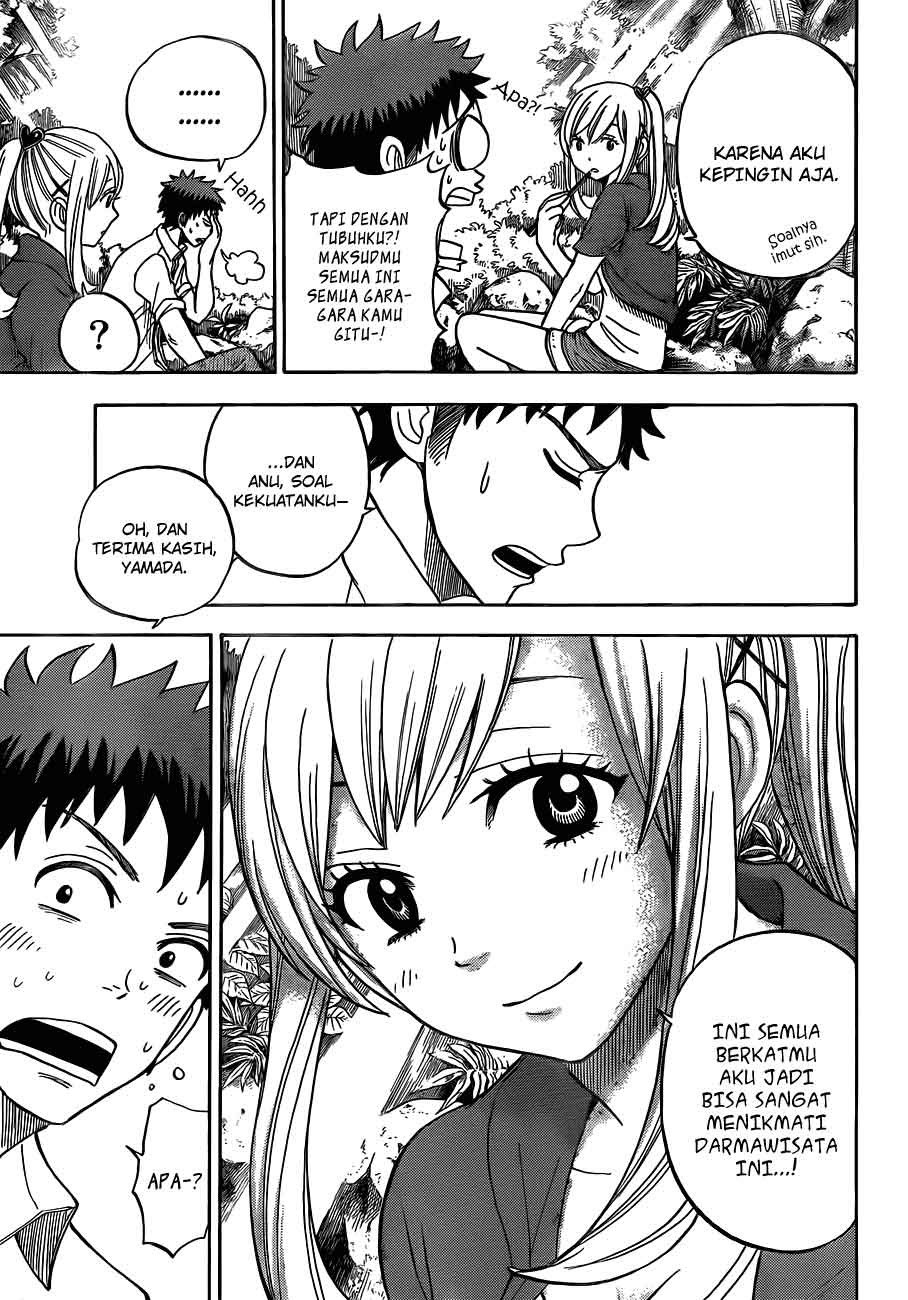 KARENA AKU
KEPINGIN AJA.
Soalnya
imut sih.
Apa?!
TAPI DENGAN
TUBUHKU?!
MAKSUDMU
SEMUA INI
SEMUA GARA-
GARA KAMU
GITU-!
......
......
Hahh
?
...DAN
ANU, SOAL
KEKUATANKU—
OH, DAN
TERIMA KASIH,
YAMADA.
INI SEMUA
BERKATMU
AKU JADI
BISA SANGAT
MENIKMATI
DARMAWISATA
INI...!
APA-?